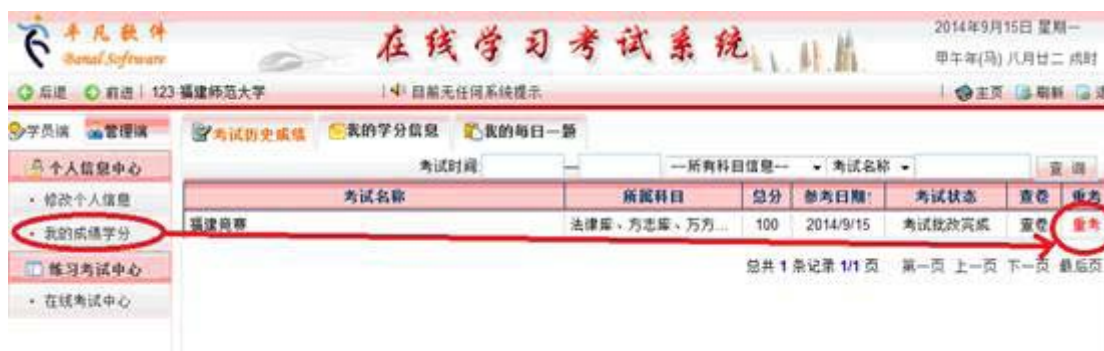 平凡软件
Banal Software
在线学习考试系统
2014年9月15日 星期一
甲午年(马) 八月廿二 戌时
后退 前进 123 福建师范大学 目前无任何系统提示 主页 刷新
学员端 管理端 考试历史成绩 我的学分信息 我的每日一题
个人信息中心
考试时间 — ---所有科目信息--- 考试名称 查询
修改个人信息
考试名称 所属科目 总分 参考日期↑ 考试状态 查卷 重考
我的成绩学分
福建竞赛 法律库、方志库、万方... 100 2014/9/15 考试批改完成 查卷 重考
练习考试中心
总共 1 条记录 1/1 页 第一页 上一页 下一页 最后页
在线考试中心